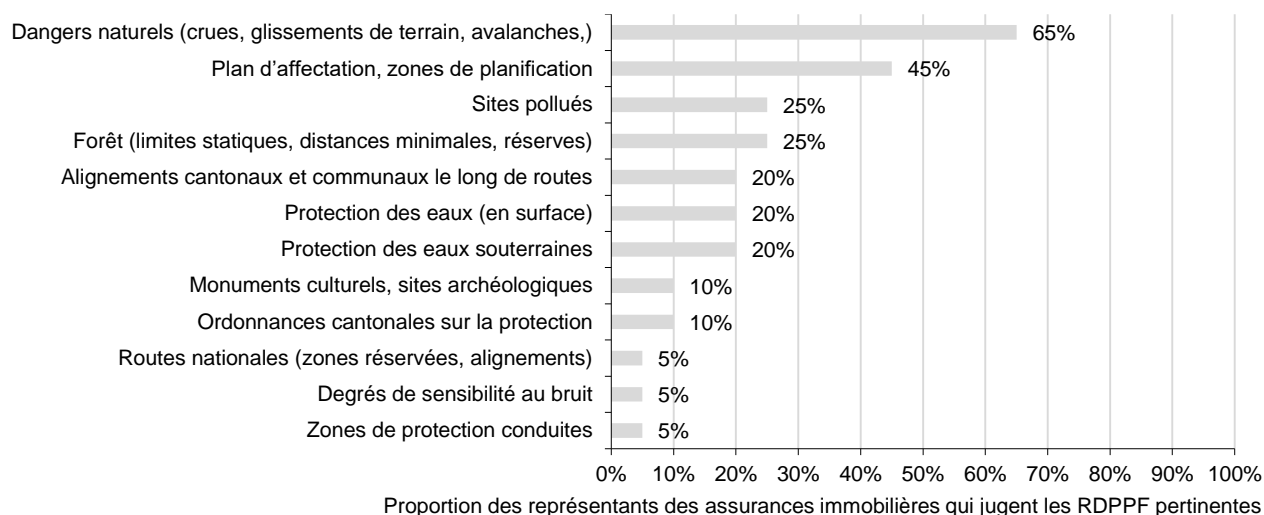 Dangers naturels (crues, glissements de terrain, avalanches,) 65%
Plan d’affectation, zones de planification 45%
Sites pollués 25%
Forêt (limites statiques, distances minimales, réserves) 25%
Alignements cantonaux et communaux le long de routes 20%
Protection des eaux (en surface) 20%
Protection des eaux souterraines 20%
Monuments culturels, sites archéologiques 10%
Ordonnances cantonales sur la protection 10%
Routes nationales (zones réservées, alignements) 5%
Degrés de sensibilité au bruit 5%
Zones de protection conduites 5%
0% 10% 20% 30% 40% 50% 60% 70% 80% 90% 100%
Proportion des représentants des assurances immobilières qui jugent les RDPPF pertinentes